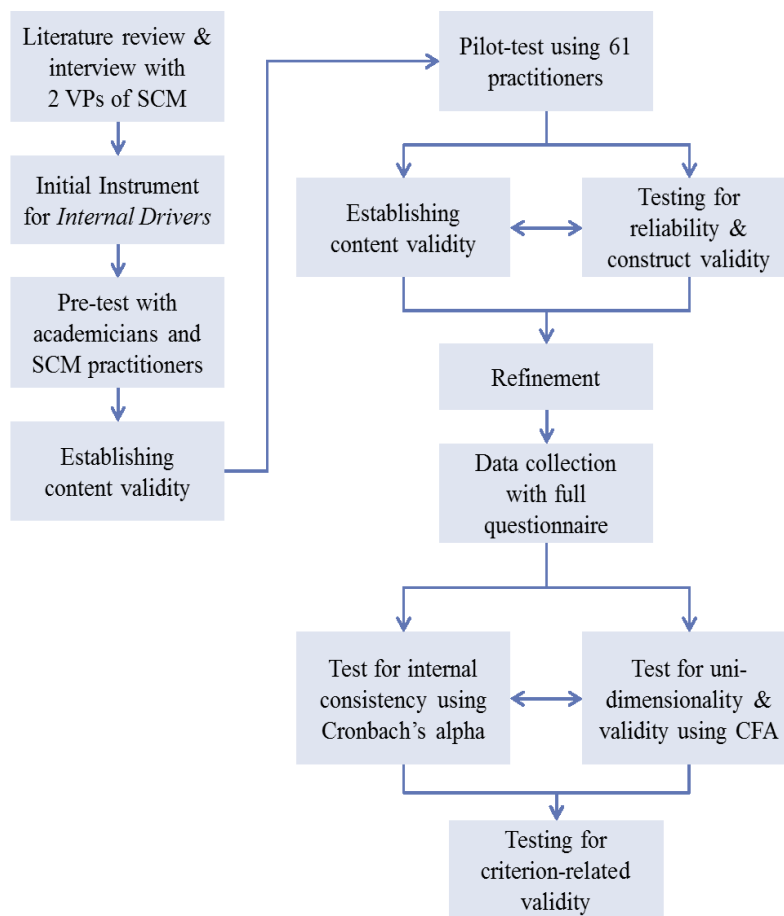 Literature review &
interview with
2 VPs of SCM
Initial Instrument
for Internal Drivers
Pre-test with
academicians and
SCM practitioners
Establishing
content validity
Pilot-test using 61
practitioners
Establishing
content validity
Testing for
reliability &
construct validity
Refinement
Data collection
with full
questionnaire
Test for internal
consistency using
Cronbach's alpha
Test for uni-
dimensionality &
validity using CFA
Testing for
criterion-related
validity